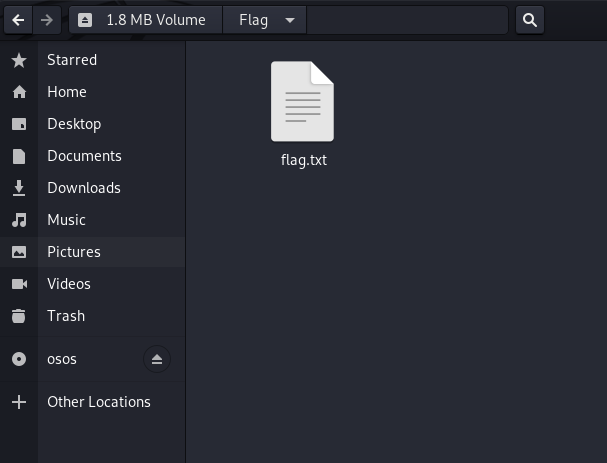 1.8 MB Volume Flag
Starred
Home
Desktop
Documents
Downloads
Music
Pictures
Videos
Trash
osos
Other Locations
flag.txt